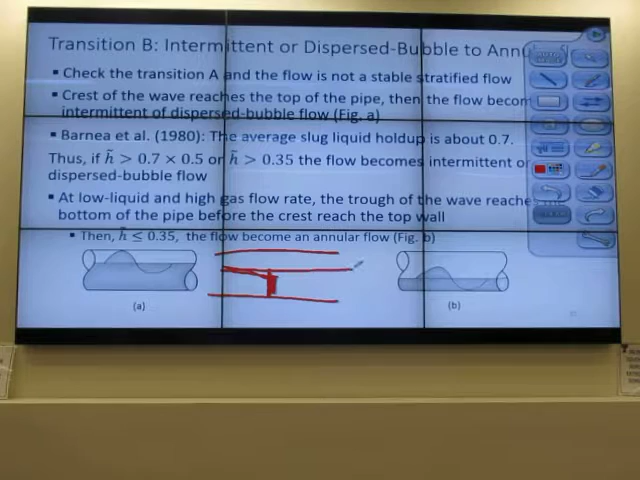 Transition B: Intermittent or Dispersed-Bubble to Annu
▪ Check the transition A and the flow is not a stable stratified flow
▪ Crest of the wave reaches the top of the pipe, then the flow becom
intermittent of dispersed-bubble flow (Fig. a)
▪ Barnea et al. (1980): The average slug liquid holdup is about 0.7.
Thus, if h̃ > 0.7 × 0.5 or h̃ > 0.35 the flow becomes intermittent or
dispersed-bubble flow
▪ At low-liquid and high gas flow rate, the trough of the wave reache
bottom of the pipe before the crest reach the top wall
▪ Then, h̃ ≤ 0.35, the flow become an annular flow (Fig. b)
(a)
(b)